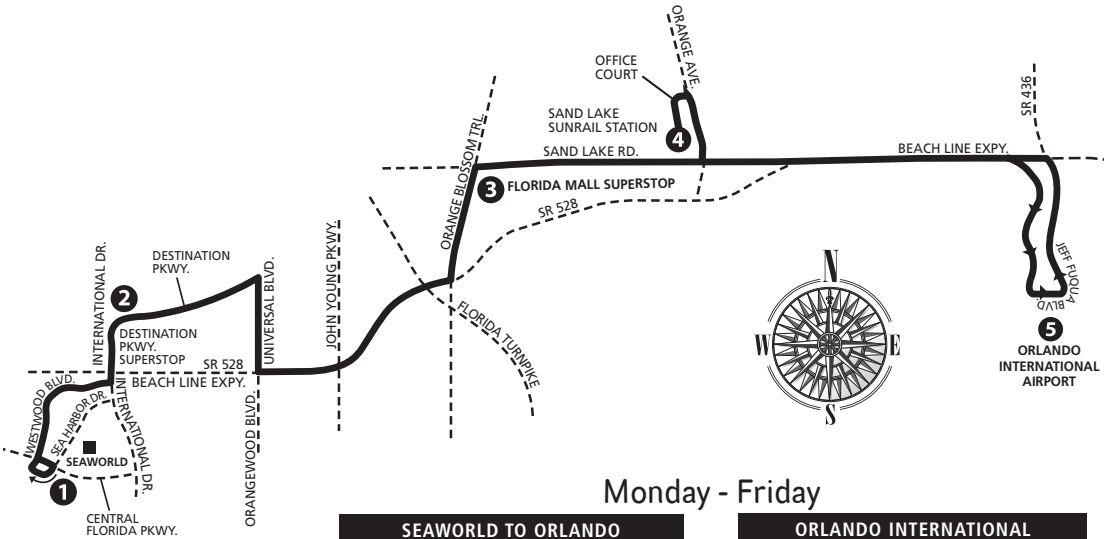 ORANGE AVE.
OFFICE
COURT
SR 436
SAND LAKE
SUNRAIL STATION
4
ORANGE BLOSSOM TRL.
SAND LAKE RD.
BEACH LINE EXPY.
3
FLORIDA MALL SUPERSTOP
SR 528
JOHN YOUNG PKWY.
INTERNATIONAL DR.
DESTINATION
PKWY.
UNIVERSAL BLVD.
N
W
E
S
JEFF FUQUA
BLVD.
2
DESTINATION
PKWY.
SUPERSTOP
FLORIDA TURNPIKE
5
ORLANDO
INTERNATIONAL
AIRPORT
SR 528
BEACH LINE EXPY.
WESTWOOD BLVD.
SEA HARBOR DR.
INTERNATIONAL DR.
ORANGEWOOD BLVD.
SEAWORLD
1
CENTRAL
FLORIDA PKWY.
Monday - Friday
SEAWORLD TO ORLANDO
ORLANDO INTERNATIONAL